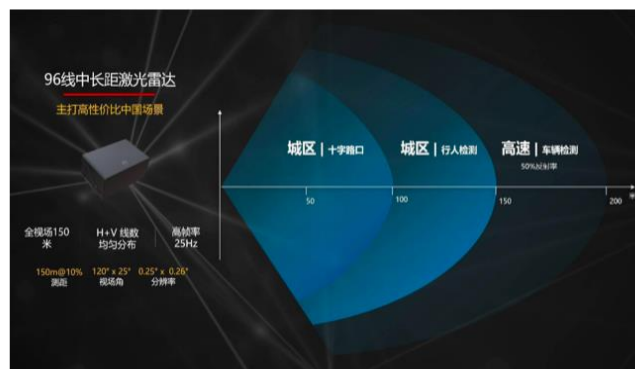 96线中长距激光雷达
主打高性价比中国场景
城区 | 十字路口
城区 | 行人检测
高速 | 车辆检测
50%反射率
50
100
150
200
米
全视场150
米
H+V 线数
均匀分布
高帧率
25Hz
150m@10%
测距
120° x 25°
视场角
0.25° x 0.26°
分辨率